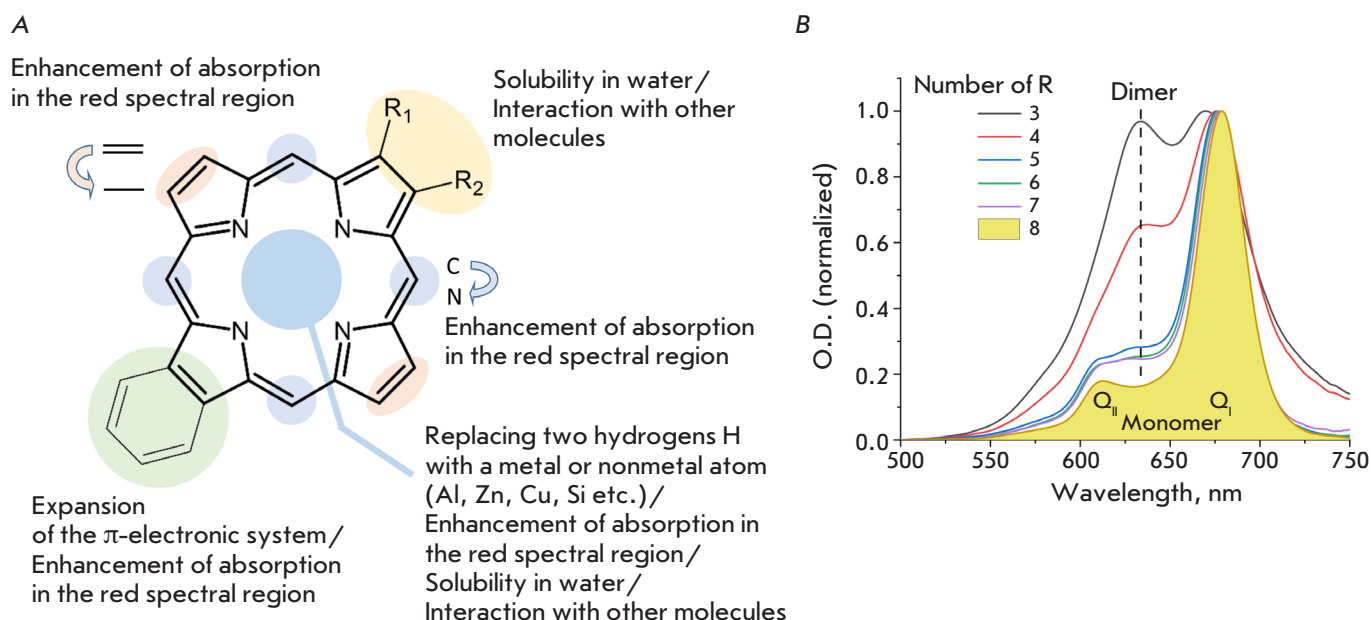 A
Enhancement of absorption
in the red spectral region
Solubility in water/
Interaction with other
molecules
R1
R2
N
N
N
N
C
N
Enhancement of absorption
in the red spectral region
Expansion
of the π-electronic system/
Enhancement of absorption
in the red spectral region
Replacing two hydrogens H
with a metal or nonmetal atom
(Al, Zn, Cu, Si etc.)/
Enhancement of absorption in
the red spectral region/
Solubility in water/
Interaction with other molecules
B
Number of R
3
4
5
6
7
8
Dimer
O.D. (normalized)
1.0
0.8
0.6
0.4
0.2
0.0
QII
QI
Monomer
500
550
600
650
700
750
Wavelength, nm